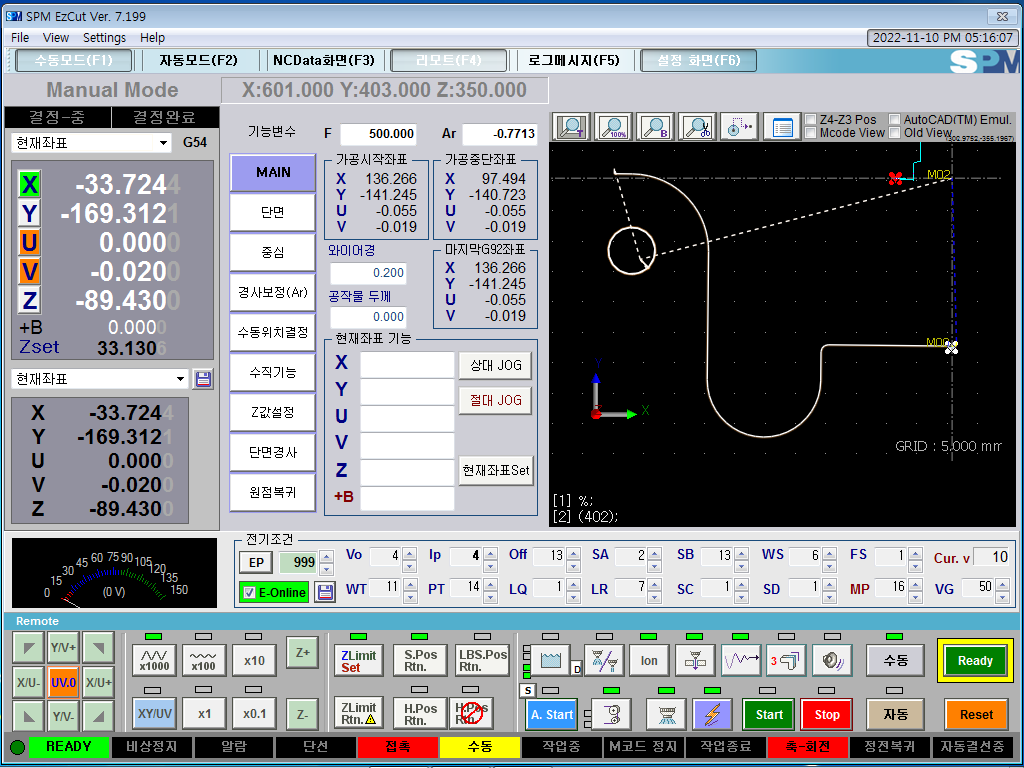 SPM EzCut Ver. 7.199
File View Settings Help
2022-11-10 PM 05:16:07
수동모드(F1) 자동모드(F2) NCData화면(F3) 리모트(F4) 로그메시지(F5) 설정 화면(F6)
SPM
Manual Mode
X:601.000 Y:403.000 Z:350.000
결정-중 결정완료
현재좌표 G54
X -33.7244
Y -169.3121
U 0.0000
V -0.0200
Z -89.4300
+B 0.0000
Zset 33.1306
현재좌표
X -33.7244
Y -169.3121
U 0.0000
V -0.0200
Z -89.4300
기능변수 F 500.000 Ar -0.7713
MAIN
단면
중심
경사보정(Ar)
수동위치결정
수직기능
Z값설정
단면경사
원점복귀
가공시작좌표
X 136.266
Y -141.245
U -0.055
V -0.019
가공중단좌표
X 97.494
Y -140.723
U -0.055
V -0.019
와이어경
0.200
공작물 두께
0.000
마지막G92좌표
X 136.266
Y -141.245
U -0.055
V -0.019
현재좌표 기능
X
Y
U
V
Z
+B
상대 JOG
절대 JOG
현재좌표Set
T 100% B
Z4-Z3 Pos AutoCAD(TM) Emul.
Mcode View Old View
(300.9752,-355.1967)
M02
Y
X
GRID : 5.000 mm
[1] %;
[2] (402);
0 15 30 45 60 75 90 105 120 135 150
(0 V)
전기조건
EP 999
E-Online
Vo 4 Ip 4 Off 13 SA 2 SB 13 WS 6 FS 1 Cur. v 10
WT 11 PT 14 LQ 1 LR 7 SC 1 SD 1 MP 16 VG 50
Remote
Y/V+
X/U- UV.0 X/U+
Y/V-
x1000 x100 x10 Z+
XY/UV x1 x0.1 Z-
ZLimit Set S.Pos Rtn. LBS.Pos Rtn.
ZLimit Rtn. H.Pos Rtn. H.Pos Rtn.
D Ion 3 수동 Ready
S A. Start Start Stop 자동 Reset
READY 비상정지 알람 단선 접촉 수동 작업중 M코드 정지 작업종료 축-회전 정전복귀 자동결선중